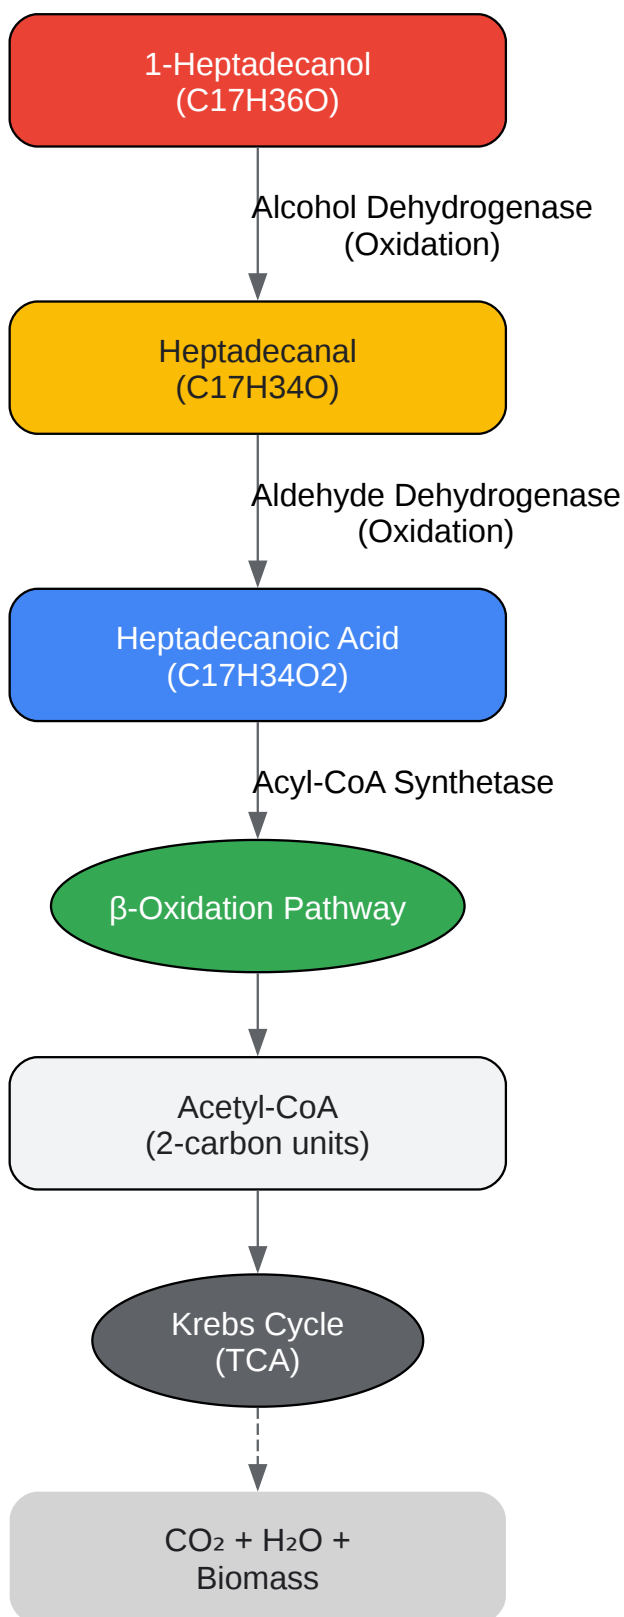 1-Heptadecanol
(C17H36O)
Alcohol Dehydrogenase
(Oxidation)
Heptadecanal
(C17H34O)
Aldehyde Dehydrogenase
(Oxidation)
Heptadecanoic Acid
(C17H34O2)
Acyl-CoA Synthetase
β-Oxidation Pathway
Acetyl-CoA
(2-carbon units)
Krebs Cycle
(TCA)
CO₂ + H₂O +
Biomass